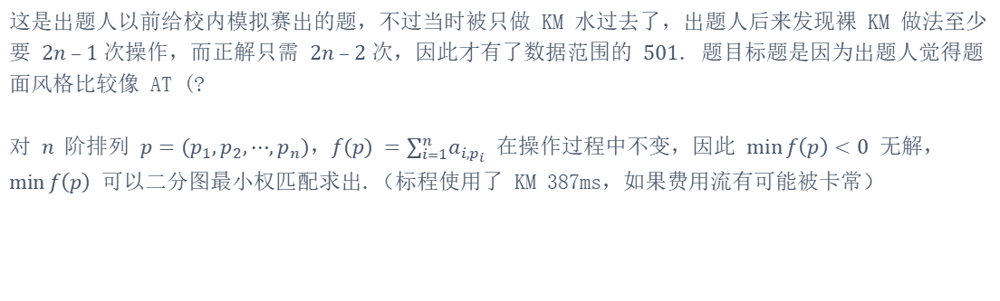 这是出题人以前给校内模拟赛出的题，不过当时被只做 KM 水过去了，出题人后来发现裸 KM 做法至少
要 2n – 1 次操作，而正解只需 2n – 2 次，因此才有了数据范围的 501. 题目标题是因为出题人觉得题
面风格比较像 AT (?
对 n 阶排列 p = (p₁, p₂, ⋯, pₙ)，f(p) = ∑ⁿᵢ₌₁ a_{i,p_i} 在操作过程中不变，因此 min f(p) < 0 无解，
min f(p) 可以二分图最小权匹配求出.（标程使用了 KM 387ms，如果费用流有可能被卡常）